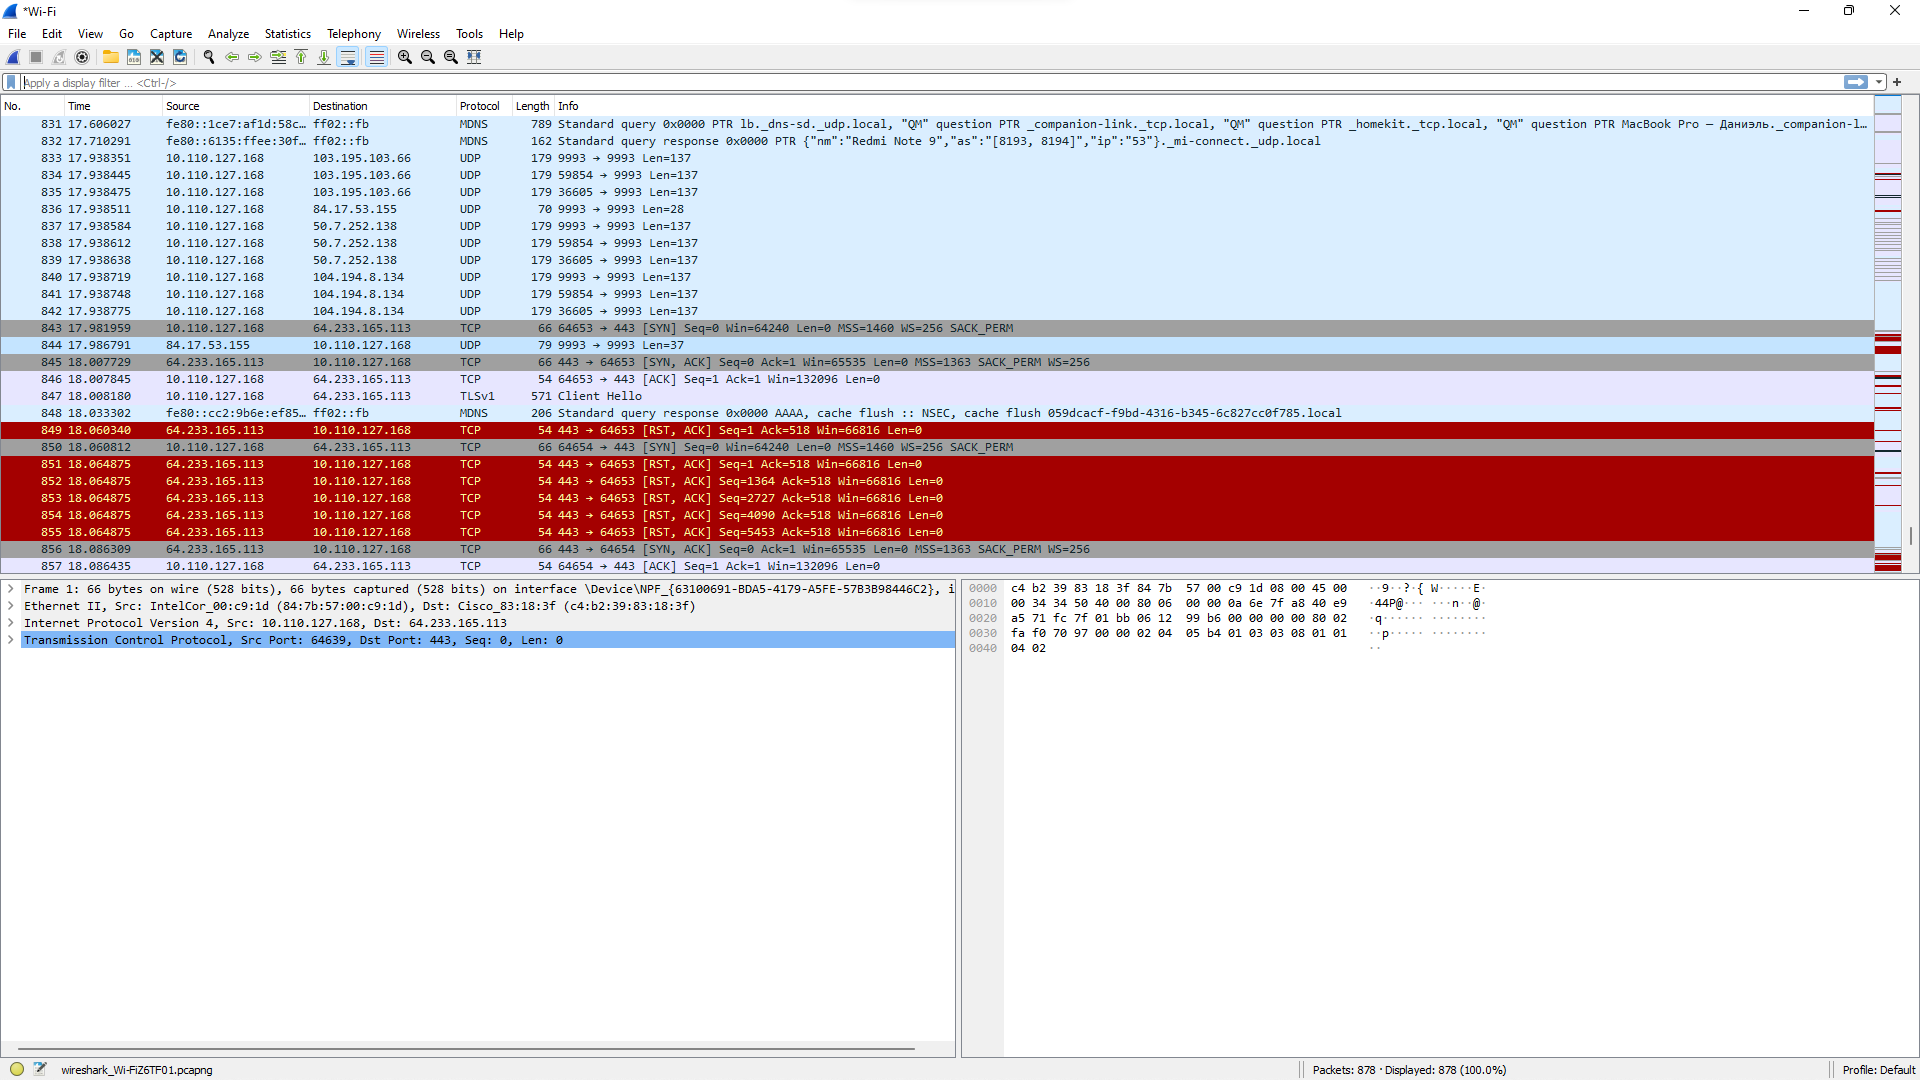 *Wi-Fi
File Edit View Go Capture Analyze Statistics Telephony Wireless Tools Help
Apply a display filter ... <Ctrl-/>
No. Time Source Destination Protocol Length Info
831 17.606027 fe80::1ce7:af1d:58c… ff02::fb MDNS 789 Standard query 0x0000 PTR lb._dns-sd._udp.local, "QM" question PTR _companion-link._tcp.local, "QM" question PTR _homekit._tcp.local, "QM" question PTR MacBook Pro — Даниэль._companion-l…
832 17.710291 fe80::6135:ffee:30f… ff02::fb MDNS 162 Standard query response 0x0000 PTR {"nm":"Redmi Note 9","as":"[8193, 8194]","ip":"53"}._mi-connect._udp.local
833 17.938351 10.110.127.168 103.195.103.66 UDP 179 9993 → 9993 Len=137
834 17.938445 10.110.127.168 103.195.103.66 UDP 179 59854 → 9993 Len=137
835 17.938475 10.110.127.168 103.195.103.66 UDP 179 36605 → 9993 Len=137
836 17.938511 10.110.127.168 84.17.53.155 UDP 70 9993 → 9993 Len=28
837 17.938584 10.110.127.168 50.7.252.138 UDP 179 9993 → 9993 Len=137
838 17.938612 10.110.127.168 50.7.252.138 UDP 179 59854 → 9993 Len=137
839 17.938638 10.110.127.168 50.7.252.138 UDP 179 36605 → 9993 Len=137
840 17.938719 10.110.127.168 104.194.8.134 UDP 179 9993 → 9993 Len=137
841 17.938748 10.110.127.168 104.194.8.134 UDP 179 59854 → 9993 Len=137
842 17.938775 10.110.127.168 104.194.8.134 UDP 179 36605 → 9993 Len=137
843 17.981959 10.110.127.168 64.233.165.113 TCP 66 64653 → 443 [SYN] Seq=0 Win=64240 Len=0 MSS=1460 WS=256 SACK_PERM
844 17.986791 84.17.53.155 10.110.127.168 UDP 79 9993 → 9993 Len=37
845 18.007729 64.233.165.113 10.110.127.168 TCP 66 443 → 64653 [SYN, ACK] Seq=0 Ack=1 Win=65535 Len=0 MSS=1363 SACK_PERM WS=256
846 18.007845 10.110.127.168 64.233.165.113 TCP 54 64653 → 443 [ACK] Seq=1 Ack=1 Win=132096 Len=0
847 18.008180 10.110.127.168 64.233.165.113 TLSv1 571 Client Hello
848 18.033302 fe80::cc2:9b6e:ef85… ff02::fb MDNS 206 Standard query response 0x0000 AAAA, cache flush :: NSEC, cache flush 059dcacf-f9bd-4316-b345-6c827cc0f785.local
849 18.060340 64.233.165.113 10.110.127.168 TCP 54 443 → 64653 [RST, ACK] Seq=1 Ack=518 Win=66816 Len=0
850 18.060812 10.110.127.168 64.233.165.113 TCP 66 64654 → 443 [SYN] Seq=0 Win=64240 Len=0 MSS=1460 WS=256 SACK_PERM
851 18.064875 64.233.165.113 10.110.127.168 TCP 54 443 → 64653 [RST, ACK] Seq=1 Ack=518 Win=66816 Len=0
852 18.064875 64.233.165.113 10.110.127.168 TCP 54 443 → 64653 [RST, ACK] Seq=1364 Ack=518 Win=66816 Len=0
853 18.064875 64.233.165.113 10.110.127.168 TCP 54 443 → 64653 [RST, ACK] Seq=2727 Ack=518 Win=66816 Len=0
854 18.064875 64.233.165.113 10.110.127.168 TCP 54 443 → 64653 [RST, ACK] Seq=4090 Ack=518 Win=66816 Len=0
855 18.064875 64.233.165.113 10.110.127.168 TCP 54 443 → 64653 [RST, ACK] Seq=5453 Ack=518 Win=66816 Len=0
856 18.086309 64.233.165.113 10.110.127.168 TCP 66 443 → 64654 [SYN, ACK] Seq=0 Ack=1 Win=65535 Len=0 MSS=1363 SACK_PERM WS=256
857 18.086435 10.110.127.168 64.233.165.113 TCP 54 64654 → 443 [ACK] Seq=1 Ack=1 Win=132096 Len=0
Frame 1: 66 bytes on wire (528 bits), 66 bytes captured (528 bits) on interface \Device\NPF_{63100691-BDA5-4179-A5FE-57B3B98446C2}, i
Ethernet II, Src: IntelCor_00:c9:1d (84:7b:57:00:c9:1d), Dst: Cisco_83:18:3f (c4:b2:39:83:18:3f)
Internet Protocol Version 4, Src: 10.110.127.168, Dst: 64.233.165.113
Transmission Control Protocol, Src Port: 64639, Dst Port: 443, Seq: 0, Len: 0
0000 c4 b2 39 83 18 3f 84 7b 57 00 c9 1d 08 00 45 00 ··9··?·{ W·····E·
0010 00 34 34 50 40 00 80 06 00 00 0a 6e 7f a8 40 e9 ·44P@··· ···n··@·
0020 a5 71 fc 7f 01 bb 06 12 99 b6 00 00 00 00 80 02 ·q······ ········
0030 fa f0 70 97 00 00 02 04 05 b4 01 03 03 08 01 01 ··p····· ········
0040 04 02 ··
wireshark_Wi-FiZ6TF01.pcapng
Packets: 878 · Displayed: 878 (100.0%)
Profile: Default